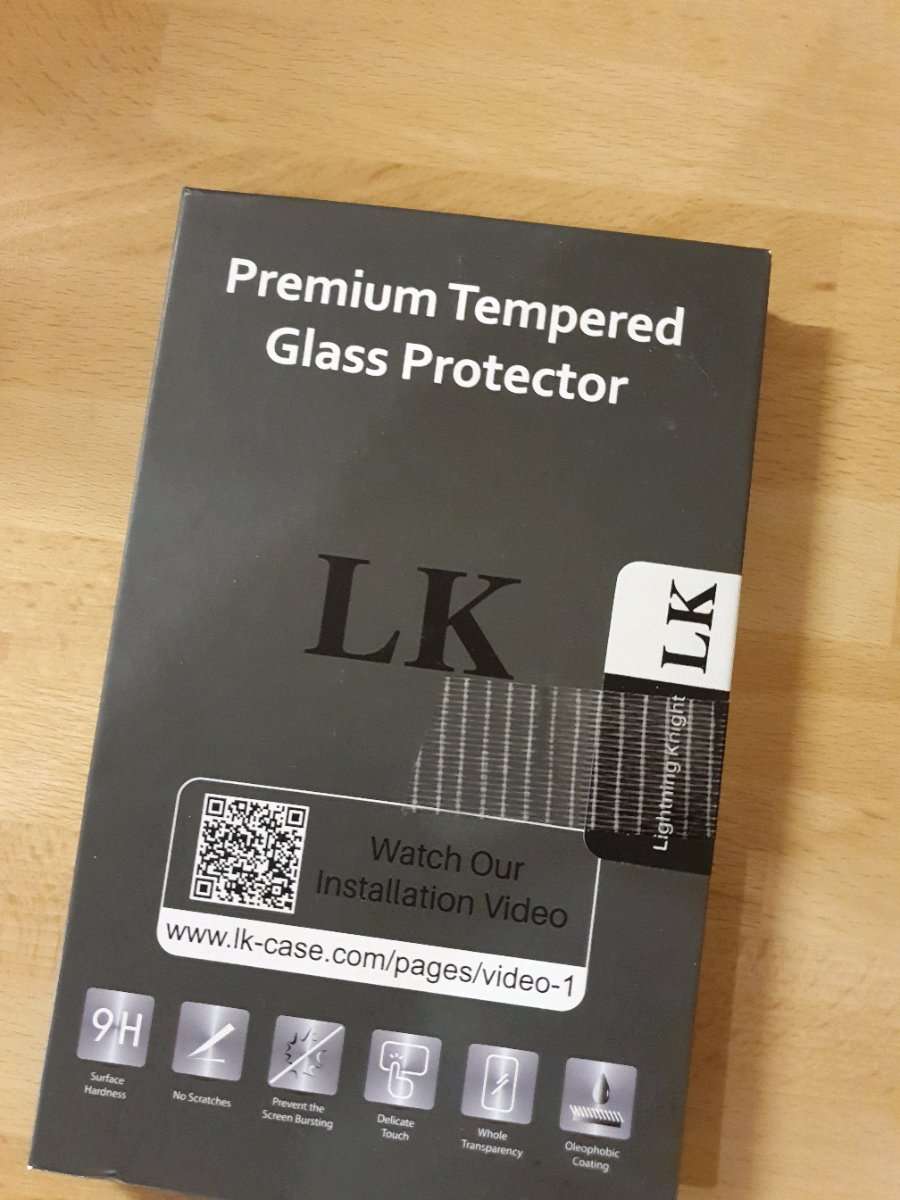 Premium Tempered
Glass Protector
LK
LK
Lightning Knight
Watch Our
Installation Video
www.lk-case.com/pages/video-1
9H
Surface
Hardness
No Scratches
Prevent the
Screen Bursting
Delicate
Touch
Whole
Transparency
Oleophobic
Coating